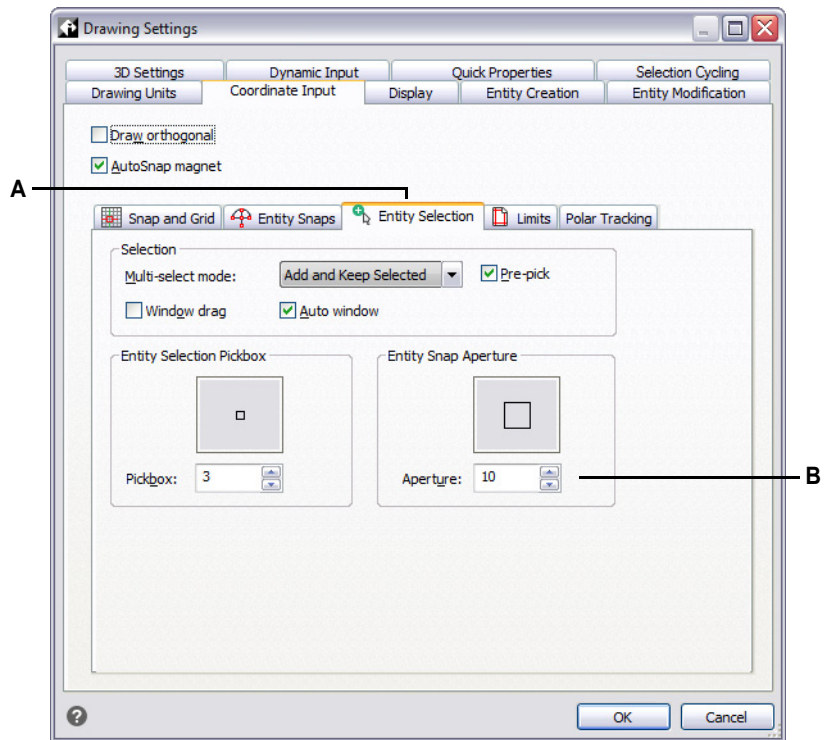 Drawing Settings
3D Settings Dynamic Input Quick Properties Selection Cycling
Drawing Units Coordinate Input Display Entity Creation Entity Modification
Draw orthogonal
AutoSnap magnet
A
Snap and Grid Entity Snaps Entity Selection Limits Polar Tracking
Selection
Multi-select mode: Add and Keep Selected Pre-pick
Window drag Auto window
Entity Selection Pickbox Entity Snap Aperture
Pickbox: 3 Aperture: 10
B
? OK Cancel